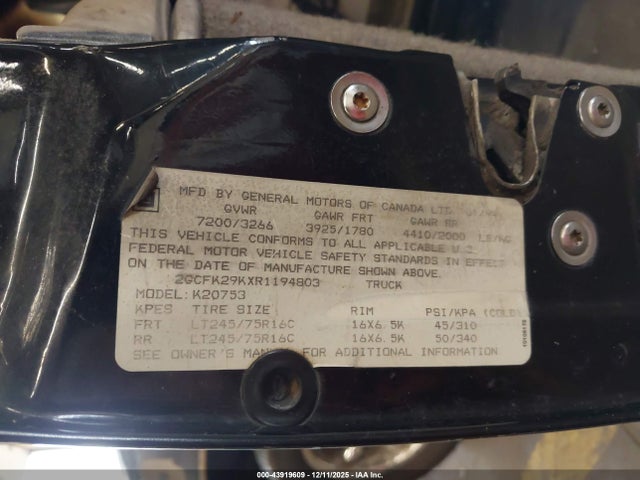 MFD BY GENERAL MOTORS OF CANADA LTD
GVWR GAWR FRT GAWR RR
7200/3266 3925/1780 4410/2000 LB/KG
THIS VEHICLE CONFORMS TO ALL APPLICABLE U.S.
FEDERAL MOTOR VEHICLE SAFETY STANDARDS IN EFFECT
ON THE DATE OF MANUFACTURE SHOWN ABOVE.
2GCFK29KXR1194803 TRUCK
MODEL: K20753
KPES TIRE SIZE RIM PSI/KPA (COLD)
FRT LT245/75R16C 16X6.5K 45/310
RR LT245/75R16C 16X6.5K 50/340
SEE OWNER'S MANUAL FOR ADDITIONAL INFORMATION
000-43919609 - 12/11/2025 - IAA Inc.